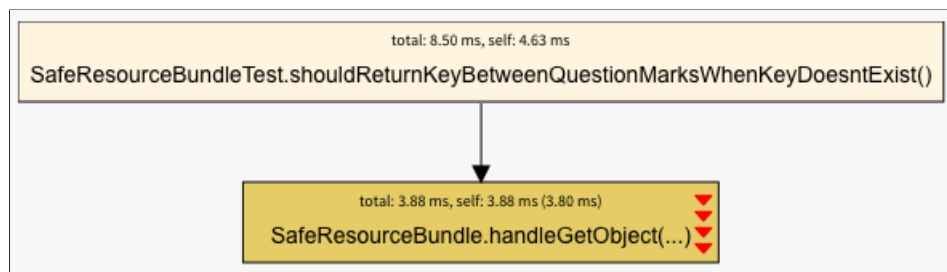 total: 8.50 ms, self: 4.63 ms
SafeResourceBundleTest.shouldReturnKeyBetweenQuestionMarksWhenKeyDoesntExist()
total: 3.88 ms, self: 3.88 ms (3.80 ms)
SafeResourceBundle.handleGetObject(...)